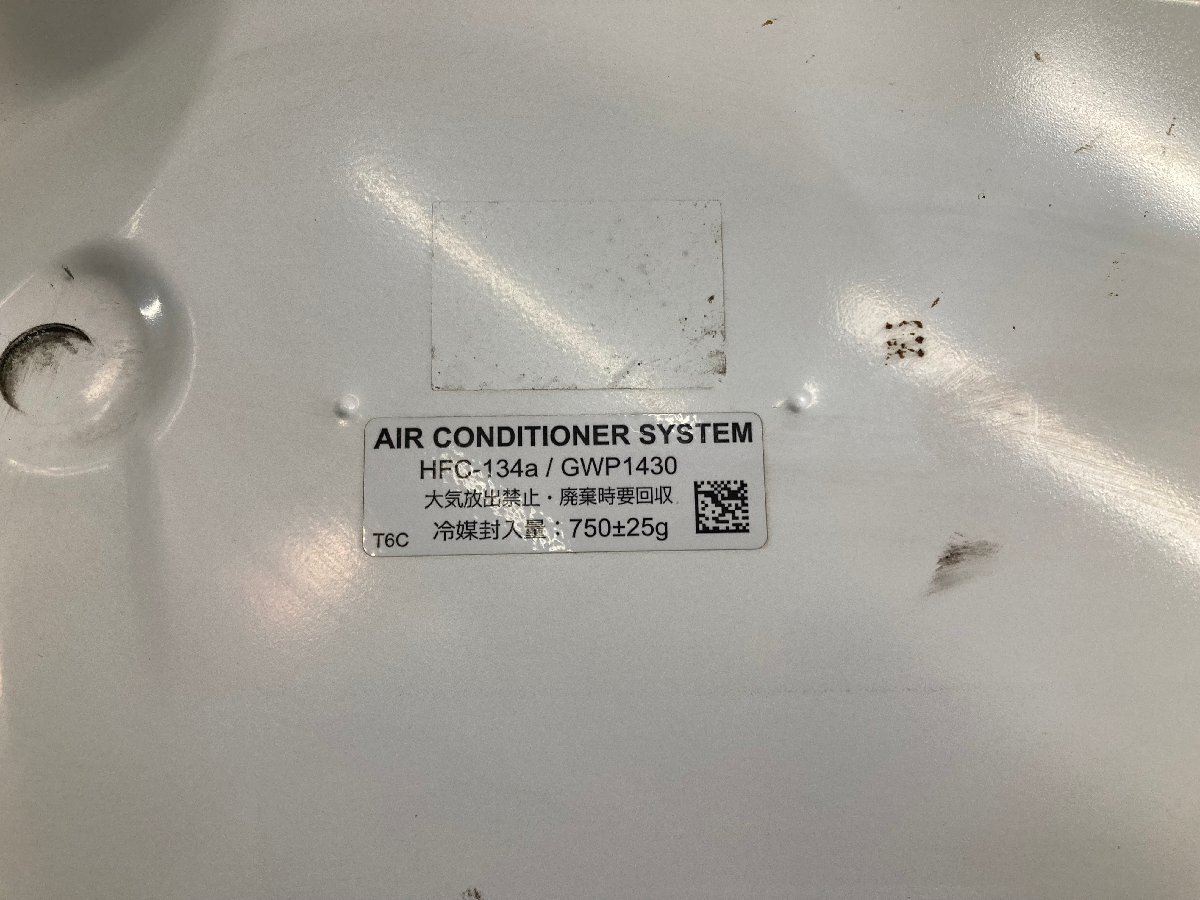 AIR CONDITIONER SYSTEM
HFC-134a / GWP1430
大気放出禁止・廃棄時要回収
T6C 冷媒封入量：750±25g